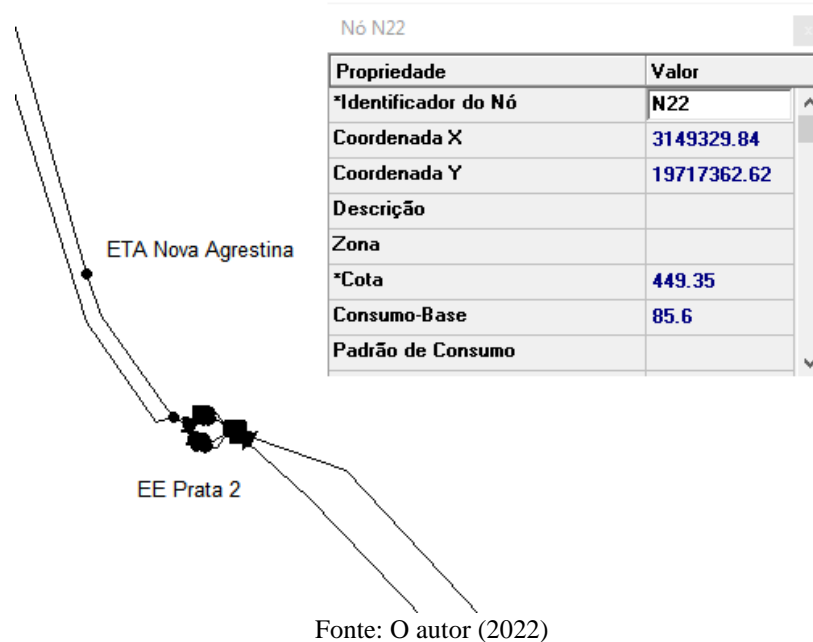 Nó N22
Propriedade Valor
*Identificador do Nó N22
Coordenada X 3149329.84
Coordenada Y 19717362.62
Descrição
Zona
*Cota 449.35
Consumo-Base 85.6
Padrão de Consumo
ETA Nova Agrestina
EE Prata 2
Fonte: O autor (2022)